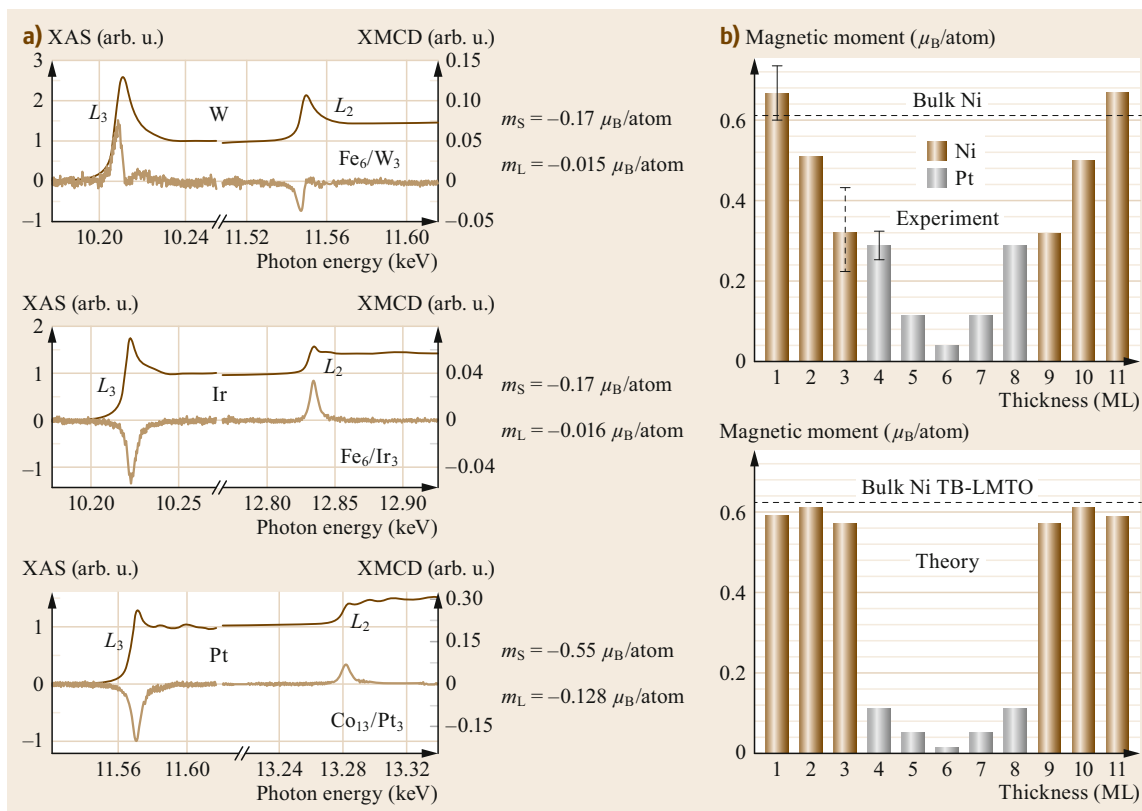 a) XAS (arb. u.) XMCD (arb. u.)
3 0.15
2 0.10
1 0.05
0 0
–1 –0.05
L3 W L2
Fe6/W3
10.20 10.24 11.52 11.56 11.60
Photon energy (keV)
mS = –0.17 μB/atom
mL = –0.015 μB/atom
XAS (arb. u.) XMCD (arb. u.)
2
1 0.04
0 0
–1 –0.04
L3 Ir L2
Fe6/Ir3
10.20 10.25 12.80 12.85 12.90
Photon energy (keV)
mS = –0.17 μB/atom
mL = –0.016 μB/atom
XAS (arb. u.) XMCD (arb. u.)
0.30
1 0.15
0 0
–1 –0.15
L3 Pt L2
Co13/Pt3
11.56 11.60 13.24 13.28 13.32
Photon energy (keV)
mS = –0.55 μB/atom
mL = –0.128 μB/atom
b) Magnetic moment (μB/atom)
Bulk Ni
0.6
Ni
Pt
0.4
Experiment
0.2
0
1 2 3 4 5 6 7 8 9 10 11
Thickness (ML)
Magnetic moment (μB/atom)
Bulk Ni TB-LMTO
0.6
Theory
0.4
0.2
0
1 2 3 4 5 6 7 8 9 10 11
Thickness (ML)